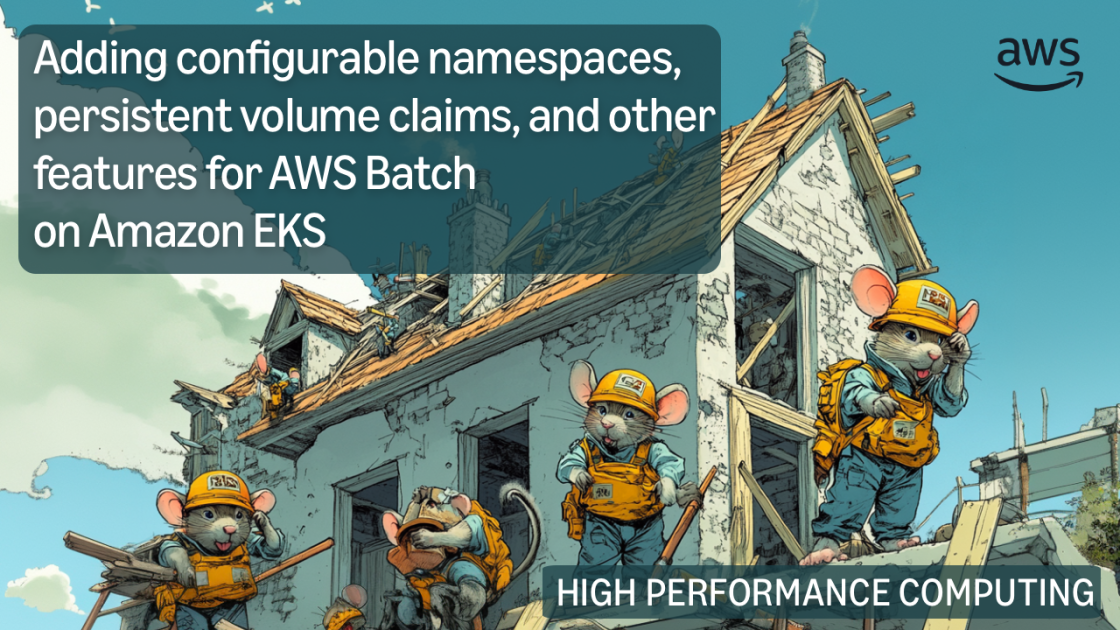 Adding configurable namespaces,
persistent volume claims, and other
features for AWS Batch
on Amazon EKS
aws
HIGH PERFORMANCE COMPUTING